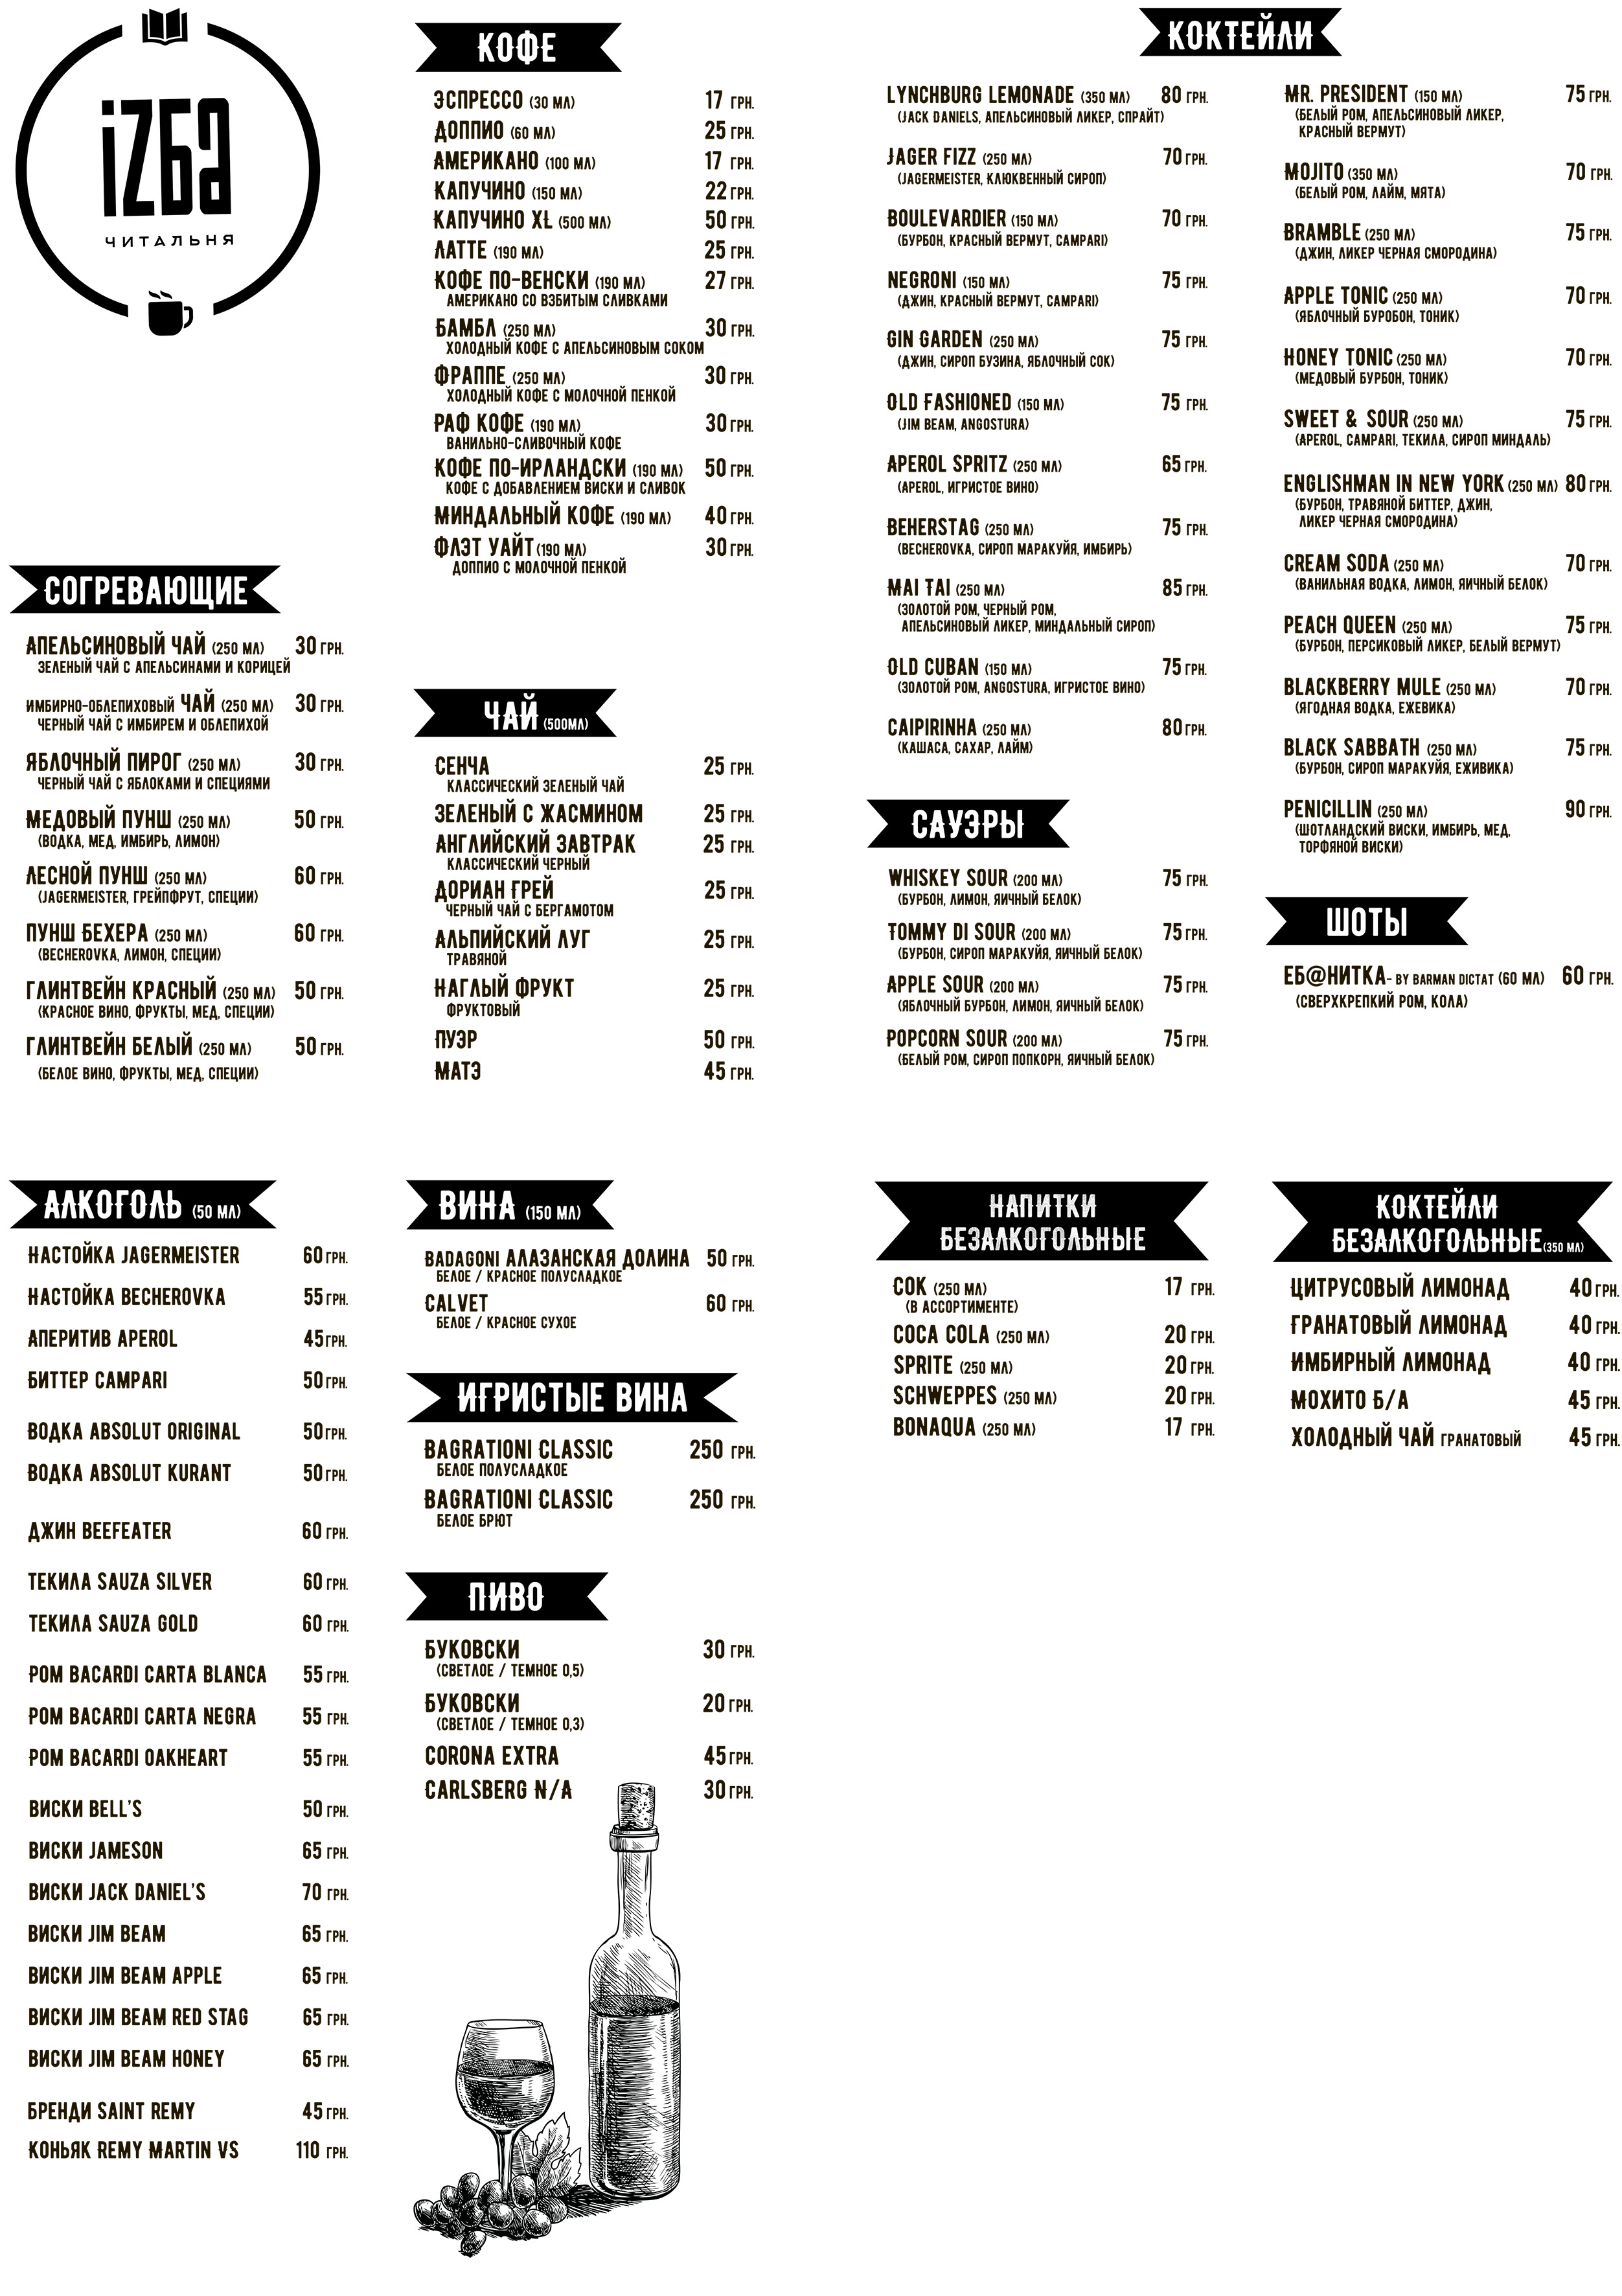 iZба
ЧИТАЛЬНЯ
КОФЕ
ЭСПРЕССО (30 МЛ) 17 ГРН.
ДОППИО (60 МЛ) 25 ГРН.
АМЕРИКАНО (100 МЛ) 17 ГРН.
КАПУЧИНО (150 МЛ) 22 ГРН.
КАПУЧИНО XL (500 МЛ) 50 ГРН.
ЛАТТЕ (190 МЛ) 25 ГРН.
КОФЕ ПО-ВЕНСКИ (190 МЛ) 27 ГРН.
АМЕРИКАНО СО ВЗБИТЫМ СЛИВКАМИ
БАМБЛ (250 МЛ) 30 ГРН.
ХОЛОДНЫЙ КОФЕ С АПЕЛЬСИНОВЫМ СОКОМ
ФРАППЕ (250 МЛ) 30 ГРН.
ХОЛОДНЫЙ КОФЕ С МОЛОЧНОЙ ПЕНКОЙ
РАФ КОФЕ (190 МЛ) 30 ГРН.
ВАНИЛЬНО-СЛИВОЧНЫЙ КОФЕ
КОФЕ ПО-ИРЛАНДСКИ (190 МЛ) 50 ГРН.
КОФЕ С ДОБАВЛЕНИЕМ ВИСКИ И СЛИВОК
МИНДАЛЬНЫЙ КОФЕ (190 МЛ) 40 ГРН.
ФЛЭТ УАЙТ (190 МЛ) 30 ГРН.
ДОППИО С МОЛОЧНОЙ ПЕНКОЙ
СОГРЕВАЮЩИЕ
АПЕЛЬСИНОВЫЙ ЧАЙ (250 МЛ) 30 ГРН.
ЗЕЛЕНЫЙ ЧАЙ С АПЕЛЬСИНАМИ И КОРИЦЕЙ
ИМБИРНО-ОБЛЕПИХОВЫЙ ЧАЙ (250 МЛ) 30 ГРН.
ЧЕРНЫЙ ЧАЙ С ИМБИРЕМ И ОБЛЕПИХОЙ
ЯБЛОЧНЫЙ ПИРОГ (250 МЛ) 30 ГРН.
ЧЕРНЫЙ ЧАЙ С ЯБЛОКАМИ И СПЕЦИЯМИ
МЕДОВЫЙ ПУНШ (250 МЛ) 50 ГРН.
(ВОДКА, МЕД, ИМБИРЬ, ЛИМОН)
ЛЕСНОЙ ПУНШ (250 МЛ) 60 ГРН.
(JAGERMEISTER, ГРЕЙПФРУТ, СПЕЦИИ)
ПУНШ БЕХЕРА (250 МЛ) 60 ГРН.
(BECHEROVKA, ЛИМОН, СПЕЦИИ)
ГЛИНТВЕЙН КРАСНЫЙ (250 МЛ) 50 ГРН.
(КРАСНОЕ ВИНО, ФРУКТЫ, МЕД, СПЕЦИИ)
ГЛИНТВЕЙН БЕЛЫЙ (250 МЛ) 50 ГРН.
(БЕЛОЕ ВИНО, ФРУКТЫ, МЕД, СПЕЦИИ)
ЧАЙ (500МЛ)
СЕНЧА 25 ГРН.
КЛАССИЧЕСКИЙ ЗЕЛЕНЫЙ ЧАЙ
ЗЕЛЕНЫЙ С ЖАСМИНОМ 25 ГРН.
АНГЛИЙСКИЙ ЗАВТРАК 25 ГРН.
КЛАССИЧЕСКИЙ ЧЕРНЫЙ
ДОРИАН ГРЕЙ 25 ГРН.
ЧЕРНЫЙ ЧАЙ С БЕРГАМОТОМ
АЛЬПИЙСКИЙ ЛУГ 25 ГРН.
ТРАВЯНОЙ
НАГЛЫЙ ФРУКТ 25 ГРН.
ФРУКТОВЫЙ
ПУЭР 50 ГРН.
МАТЭ 45 ГРН.
КОКТЕЙЛИ
LYNCHBURG LEMONADE (350 МЛ) 80 ГРН.
(JACK DANIELS, АПЕЛЬСИНОВЫЙ ЛИКЕР, СПРАЙТ)
JAGER FIZZ (250 МЛ) 70 ГРН.
(JAGERMEISTER, КЛЮКВЕННЫЙ СИРОП)
BOULEVARDIER (150 МЛ) 70 ГРН.
(БУРБОН, КРАСНЫЙ ВЕРМУТ, CAMPARI)
NEGRONI (150 МЛ) 75 ГРН.
(ДЖИН, КРАСНЫЙ ВЕРМУТ, CAMPARI)
GIN GARDEN (250 МЛ) 75 ГРН.
(ДЖИН, СИРОП БУЗИНА, ЯБЛОЧНЫЙ СОК)
OLD FASHIONED (150 МЛ) 75 ГРН.
(JIM BEAM, ANGOSTURA)
APEROL SPRITZ (250 МЛ) 65 ГРН.
(APEROL, ИГРИСТОЕ ВИНО)
BEHERSTAG (250 МЛ) 75 ГРН.
(BECHEROVKA, СИРОП МАРАКУЙЯ, ИМБИРЬ)
MAI TAI (250 МЛ) 85 ГРН.
(ЗОЛОТОЙ РОМ, ЧЕРНЫЙ РОМ,
АПЕЛЬСИНОВЫЙ ЛИКЕР, МИНДАЛЬНЫЙ СИРОП)
OLD CUBAN (150 МЛ) 75 ГРН.
(ЗОЛОТОЙ РОМ, ANGOSTURA, ИГРИСТОЕ ВИНО)
CAIPIRINHA (250 МЛ) 80 ГРН.
(КАШАСА, САХАР, ЛАЙМ)
MR. PRESIDENT (150 МЛ) 75 ГРН.
(БЕЛЫЙ РОМ, АПЕЛЬСИНОВЫЙ ЛИКЕР,
КРАСНЫЙ ВЕРМУТ)
MOJITO (350 МЛ) 70 ГРН.
(БЕЛЫЙ РОМ, ЛАЙМ, МЯТА)
BRAMBLE (250 МЛ) 75 ГРН.
(ДЖИН, ЛИКЕР ЧЕРНАЯ СМОРОДИНА)
APPLE TONIC (250 МЛ) 70 ГРН.
(ЯБЛОЧНЫЙ БУРОБОН, ТОНИК)
HONEY TONIC (250 МЛ) 70 ГРН.
(МЕДОВЫЙ БУРБОН, ТОНИК)
SWEET & SOUR (250 МЛ) 75 ГРН.
(APEROL, CAMPARI, ТЕКИЛА, СИРОП МИНДАЛЬ)
ENGLISHMAN IN NEW YORK (250 МЛ) 80 ГРН.
(БУРБОН, ТРАВЯНОЙ БИТТЕР, ДЖИН,
ЛИКЕР ЧЕРНАЯ СМОРОДИНА)
CREAM SODA (250 МЛ) 70 ГРН.
(ВАНИЛЬНАЯ ВОДКА, ЛИМОН, ЯИЧНЫЙ БЕЛОК)
PEACH QUEEN (250 МЛ) 75 ГРН.
(БУРБОН, ПЕРСИКОВЫЙ ЛИКЕР, БЕЛЫЙ ВЕРМУТ)
BLACKBERRY MULE (250 МЛ) 70 ГРН.
(ЯГОДНАЯ ВОДКА, ЕЖЕВИКА)
BLACK SABBATH (250 МЛ) 75 ГРН.
(БУРБОН, СИРОП МАРАКУЙЯ, ЕЖИВИКА)
PENICILLIN (250 МЛ) 90 ГРН.
(ШОТЛАНДСКИЙ ВИСКИ, ИМБИРЬ, МЕД,
ТОРФЯНОЙ ВИСКИ)
САУЭРЫ
WHISKEY SOUR (200 МЛ) 75 ГРН.
(БУРБОН, ЛИМОН, ЯИЧНЫЙ БЕЛОК)
TOMMY DI SOUR (200 МЛ) 75 ГРН.
(БУРБОН, СИРОП МАРАКУЙЯ, ЯИЧНЫЙ БЕЛОК)
APPLE SOUR (200 МЛ) 75 ГРН.
(ЯБЛОЧНЫЙ БУРБОН, ЛИМОН, ЯИЧНЫЙ БЕЛОК)
POPCORN SOUR (200 МЛ) 75 ГРН.
(БЕЛЫЙ РОМ, СИРОП ПОПКОРН, ЯИЧНЫЙ БЕЛОК)
ШОТЫ
ЕБ@НИТКА- BY BARMAN DICTAT (60 МЛ) 60 ГРН.
(СВЕРХКРЕПКИЙ РОМ, КОЛА)
АЛКОГОЛЬ (50 МЛ)
НАСТОЙКА JAGERMEISTER 60 ГРН.
НАСТОЙКА BECHEROVKA 55 ГРН.
АПЕРИТИВ APEROL 45 ГРН.
БИТТЕР CAMPARI 50 ГРН.
ВОДКА ABSOLUT ORIGINAL 50 ГРН.
ВОДКА ABSOLUT KURANT 50 ГРН.
ДЖИН BEEFEATER 60 ГРН.
ТЕКИЛА SAUZA SILVER 60 ГРН.
ТЕКИЛА SAUZA GOLD 60 ГРН.
РОМ BACARDI CARTA BLANCA 55 ГРН.
РОМ BACARDI CARTA NEGRA 55 ГРН.
РОМ BACARDI OAKHEART 55 ГРН.
ВИСКИ BELL'S 50 ГРН.
ВИСКИ JAMESON 65 ГРН.
ВИСКИ JACK DANIEL'S 70 ГРН.
ВИСКИ JIM BEAM 65 ГРН.
ВИСКИ JIM BEAM APPLE 65 ГРН.
ВИСКИ JIM BEAM RED STAG 65 ГРН.
ВИСКИ JIM BEAM HONEY 65 ГРН.
БРЕНДИ SAINT REMY 45 ГРН.
КОНЬЯК REMY MARTIN VS 110 ГРН.
ВИНА (150 МЛ)
BADAGONI АЛАЗАНСКАЯ ДОЛИНА 50 ГРН.
БЕЛОЕ / КРАСНОЕ ПОЛУСЛАДКОЕ
CALVET 60 ГРН.
БЕЛОЕ / КРАСНОЕ СУХОЕ
ИГРИСТЫЕ ВИНА
BAGRATIONI CLASSIC 250 ГРН.
БЕЛОЕ ПОЛУСЛАДКОЕ
BAGRATIONI CLASSIC 250 ГРН.
БЕЛОЕ БРЮТ
ПИВО
БУКОВСКИ 30 ГРН.
(СВЕТЛОЕ / ТЕМНОЕ 0,5)
БУКОВСКИ 20 ГРН.
(СВЕТЛОЕ / ТЕМНОЕ 0,3)
CORONA EXTRA 45 ГРН.
CARLSBERG N/A 30 ГРН.
НАПИТКИ
БЕЗАЛКОГОЛЬНЫЕ
СОК (250 МЛ) 17 ГРН.
(В АССОРТИМЕНТЕ)
COCA COLA (250 МЛ) 20 ГРН.
SPRITE (250 МЛ) 20 ГРН.
SCHWEPPES (250 МЛ) 20 ГРН.
BONAQUA (250 МЛ) 17 ГРН.
КОКТЕЙЛИ
БЕЗАЛКОГОЛЬНЫЕ (350 МЛ)
ЦИТРУСОВЫЙ ЛИМОНАД 40 ГРН.
ГРАНАТОВЫЙ ЛИМОНАД 40 ГРН.
ИМБИРНЫЙ ЛИМОНАД 40 ГРН.
МОХИТО Б/А 45 ГРН.
ХОЛОДНЫЙ ЧАЙ ГРАНАТОВЫЙ 45 ГРН.